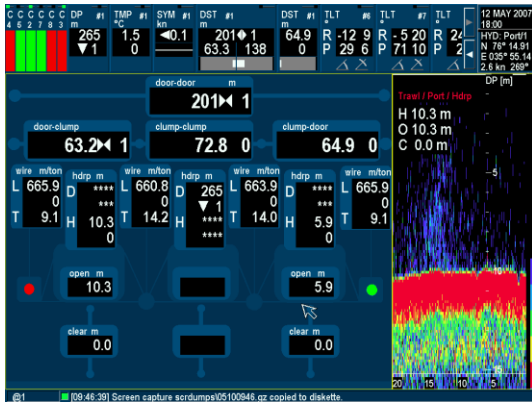 C C C C C C
4 5 6 7 8 3
DP #1
265
▼ 1
TMP #1
°C
1.5
0
SYM #1
kn
◀0.1
DST #1
m
201 1
63.3 138
DST #1
m
64.9
0
TLT #6
°
R -12 9
P 29 6
TLT #7
°
R -5 20
P 71 10
TLT
°
R 24
P 2
12 MAY 2007
18:00
HYD: Port/1
N 76° 14.91
E 035° 55.14
2.6 kn 269°
door-door m
201 1
door-clump
63.2 1
clump-clump
72.8 0
clump-door
64.9 0
wire m/ton
L 665.9
0
T 9.1
hdrp m
D ****
***
H 10.3
0
wire m/ton
L 660.8
0
T 14.2
hdrp m
D 265
▼ 1
H ****
****
wire m/ton
L 663.9
0
T 14.0
hdrp m
D ****
***
H 5.9
0
wire m/ton
L 665.9
0
T 9.1
open m
10.3
open m
5.9
clear m
0.0
clear m
0.0
DP [m]
Trawl / Port / Hdrp
H 10.3 m
O 10.3 m
C 0.0 m
5
10
15
20 15 10 5
@1
[09:46:39] Screen capture scrdumps\05100946.gz copied to diskette.